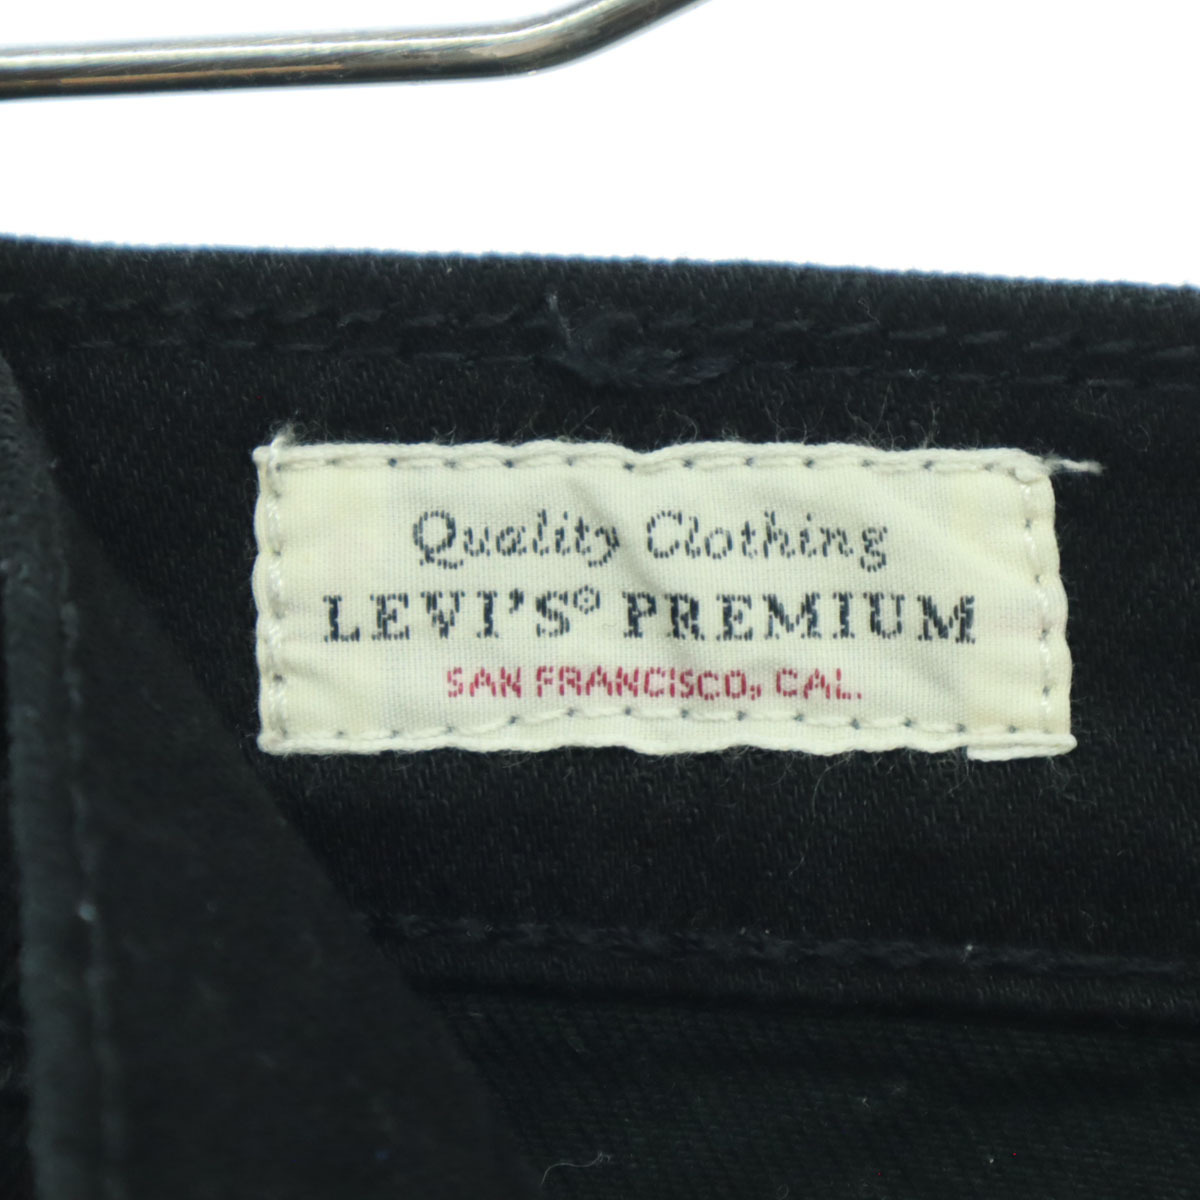 Quality Clothing
LEVI'S® PREMIUM
SAN FRANCISCO, CAL.